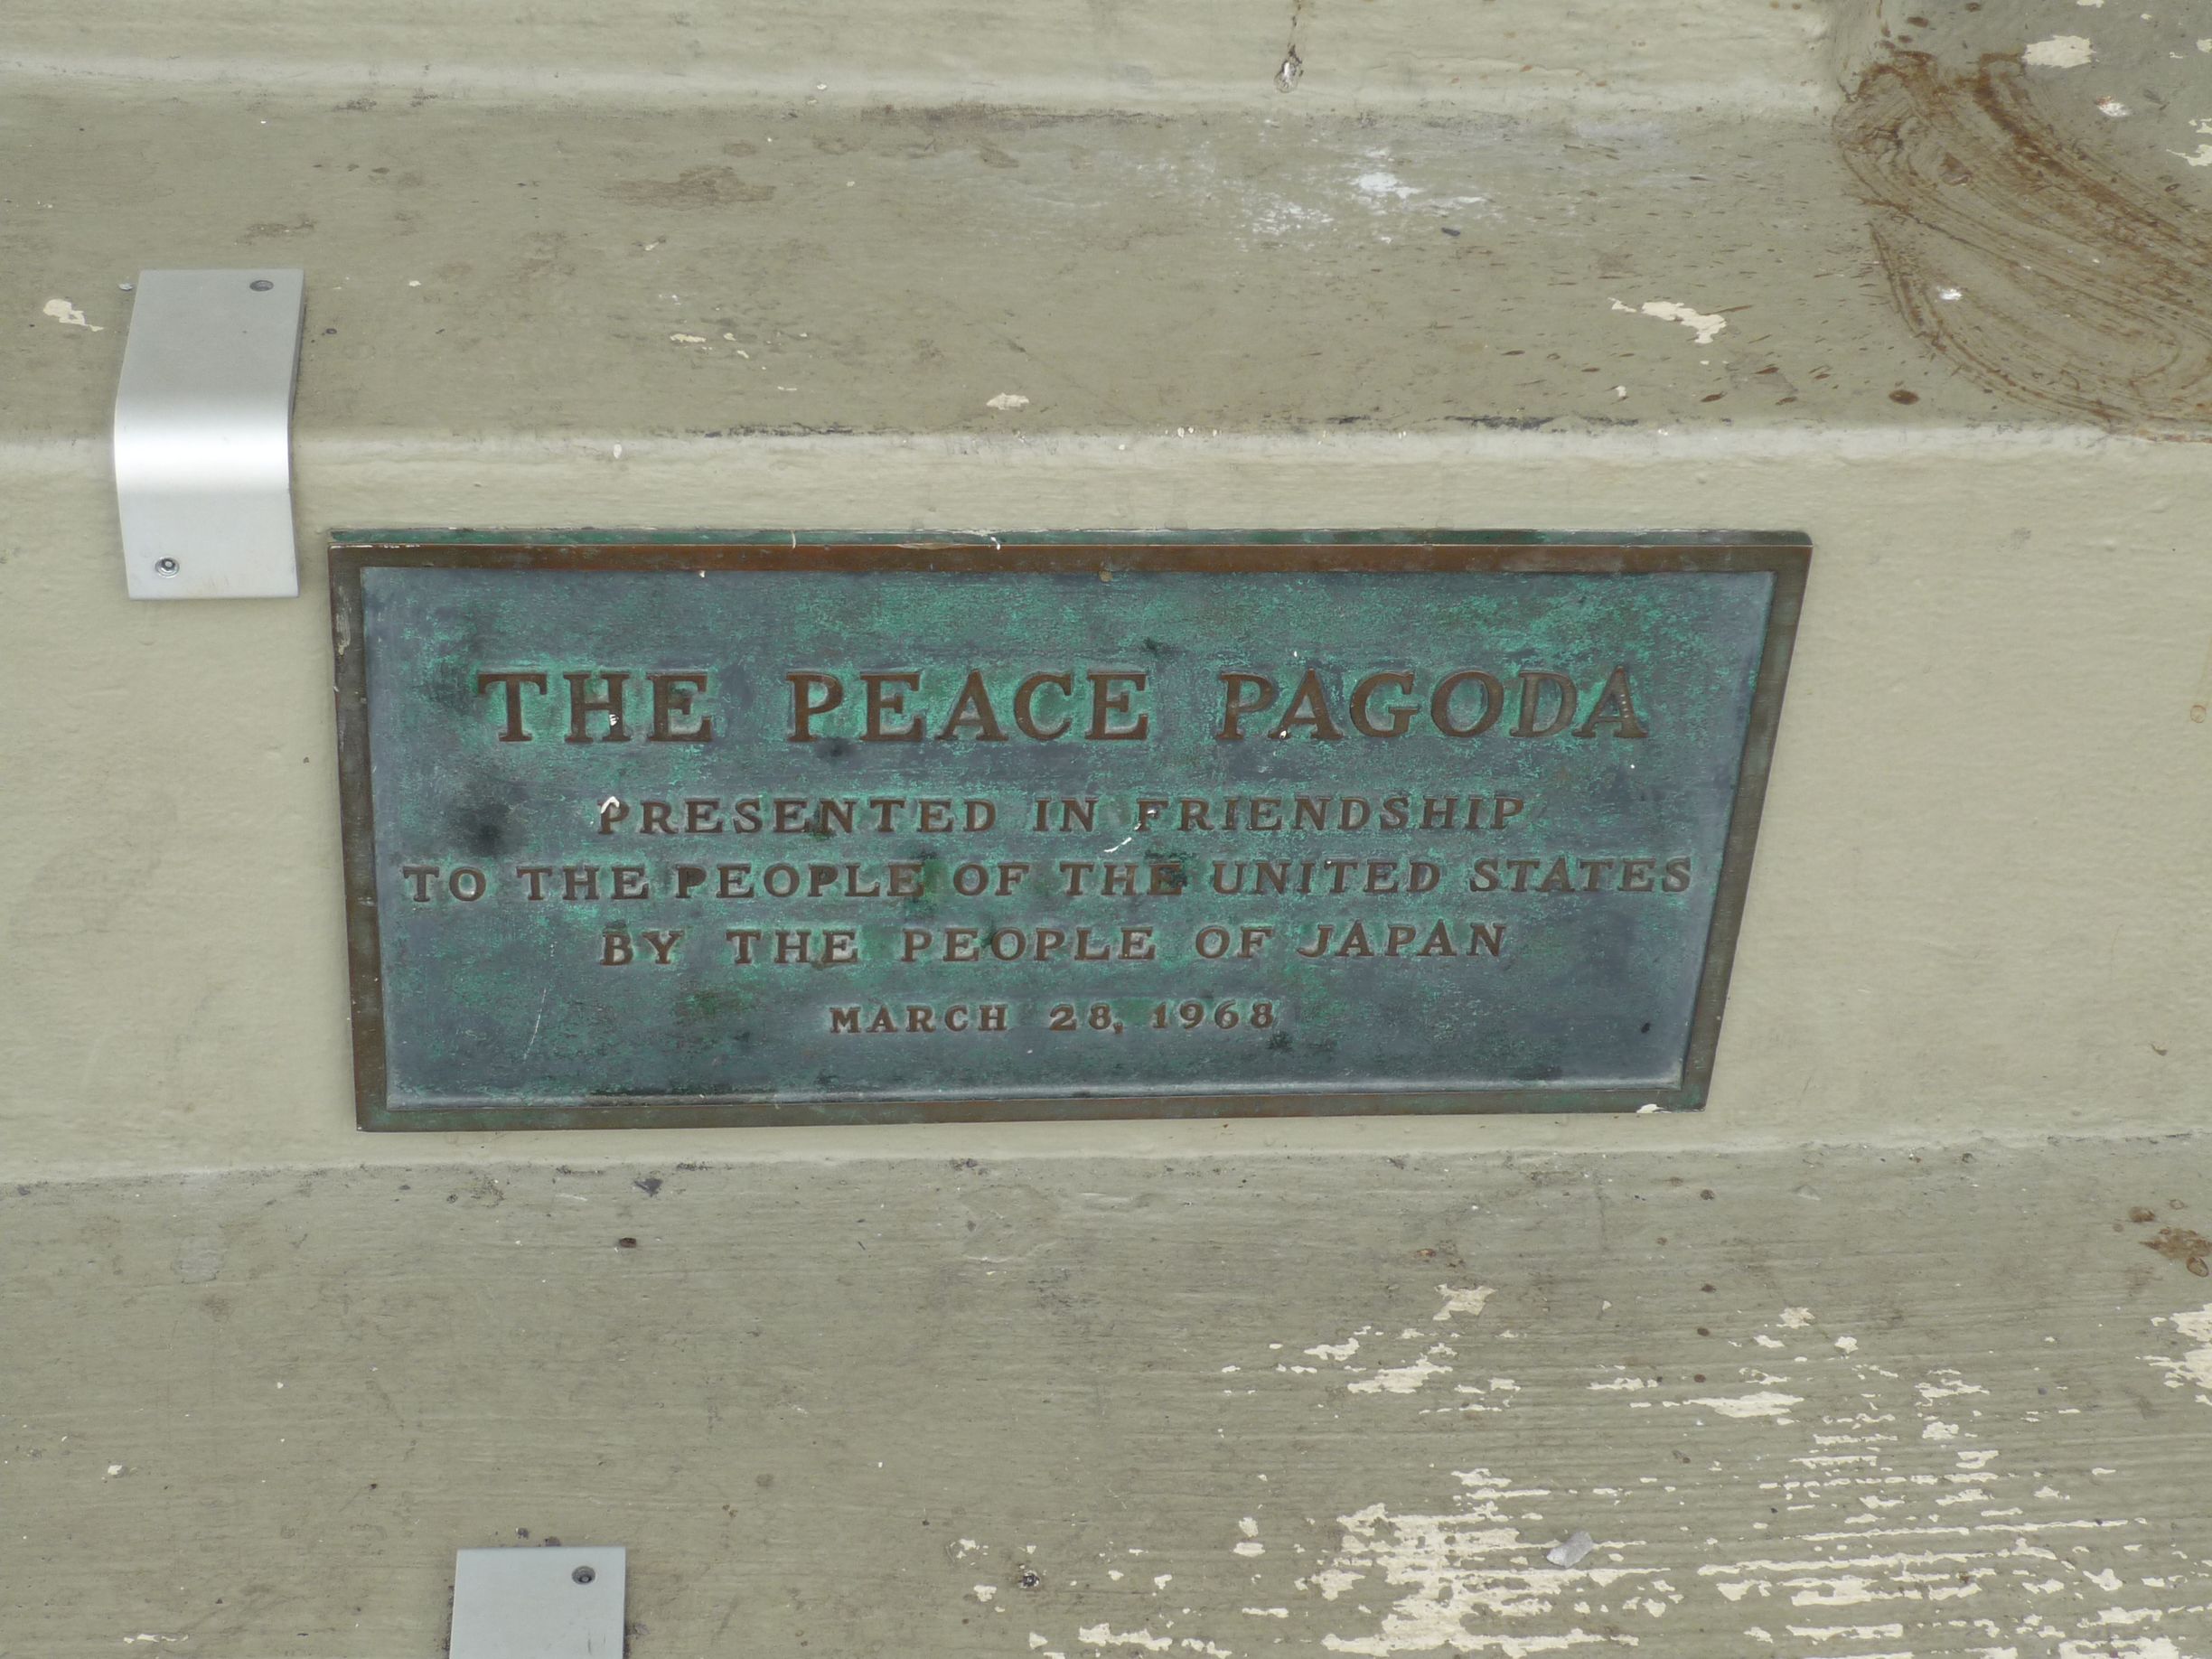 THE PEACE PAGODA
PRESENTED IN FRIENDSHIP
TO THE PEOPLE OF THE UNITED STATES
BY THE PEOPLE OF JAPAN
MARCH 28, 1968